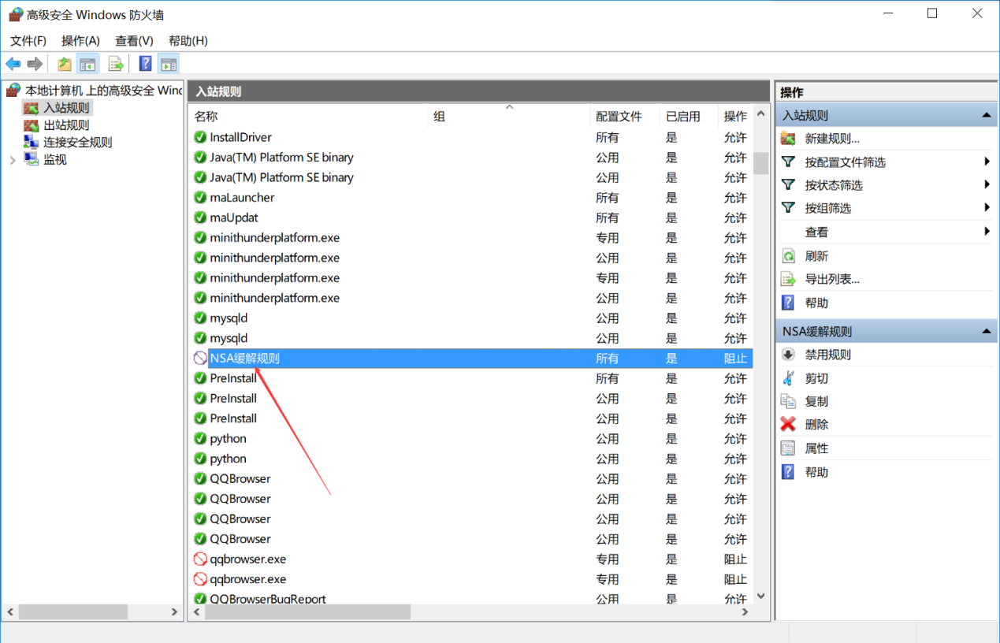 高级安全 Windows 防火墙
文件(F) 操作(A) 查看(V) 帮助(H)
本地计算机 上的高级安全 Wind
入站规则
出站规则
连接安全规则
监视
入站规则
名称 组 配置文件 已启用 操作
InstallDriver 所有 是 允许
Java(TM) Platform SE binary 公用 是 允许
Java(TM) Platform SE binary 公用 是 允许
maLauncher 所有 是 允许
maUpdat 所有 是 允许
minithunderplatform.exe 专用 是 允许
minithunderplatform.exe 公用 是 允许
minithunderplatform.exe 专用 是 允许
minithunderplatform.exe 公用 是 允许
mysqld 公用 是 允许
mysqld 公用 是 允许
NSA缓解规则 所有 是 阻止
PreInstall 所有 是 允许
PreInstall 公用 是 允许
PreInstall 公用 是 允许
python 公用 是 允许
python 公用 是 允许
QQBrowser 公用 是 允许
QQBrowser 公用 是 允许
QQBrowser 公用 是 允许
QQBrowser 公用 是 允许
qqbrowser.exe 专用 是 阻止
qqbrowser.exe 专用 是 阻止
QQBrowserBugReport 公用 是 允许
操作
入站规则
新建规则...
按配置文件筛选
按状态筛选
按组筛选
查看
刷新
导出列表...
帮助
NSA缓解规则
禁用规则
剪切
复制
删除
属性
帮助